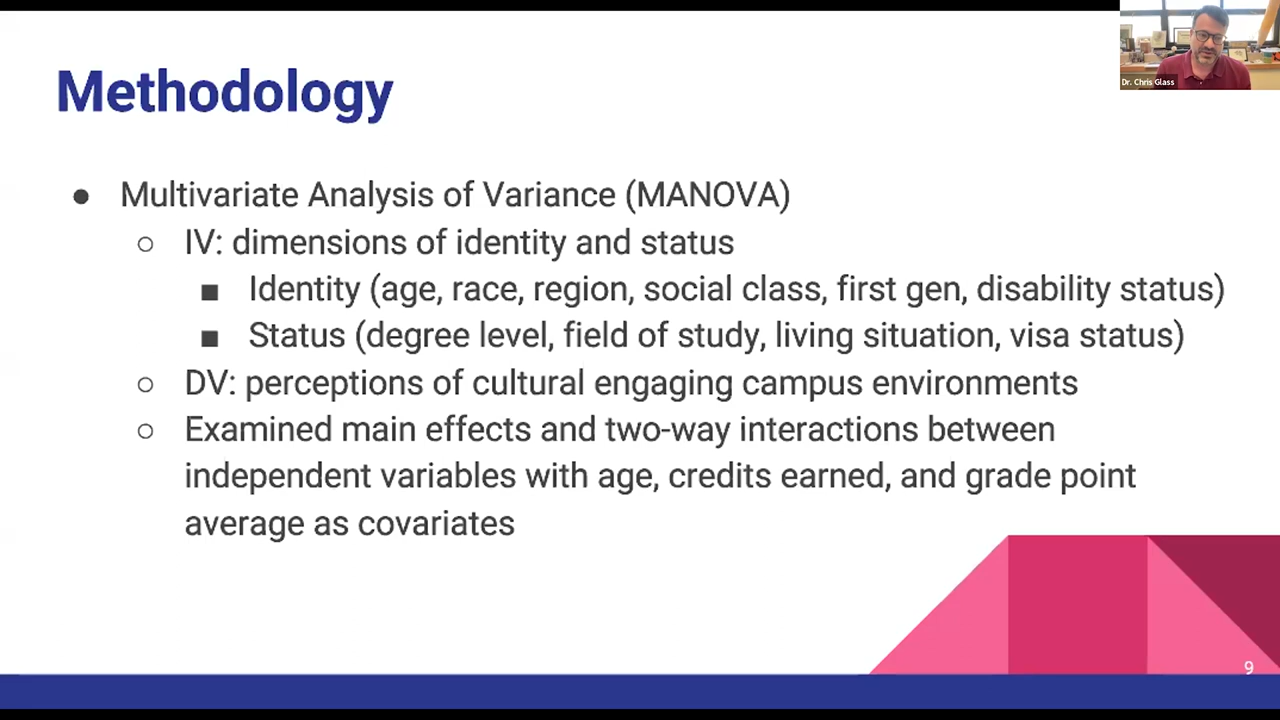 Dr. Chris Glass
Methodology
● Multivariate Analysis of Variance (MANOVA)
○ IV: dimensions of identity and status
■ Identity (age, race, region, social class, first gen, disability status)
■ Status (degree level, field of study, living situation, visa status)
○ DV: perceptions of cultural engaging campus environments
○ Examined main effects and two-way interactions between
independent variables with age, credits earned, and grade point
average as covariates
9